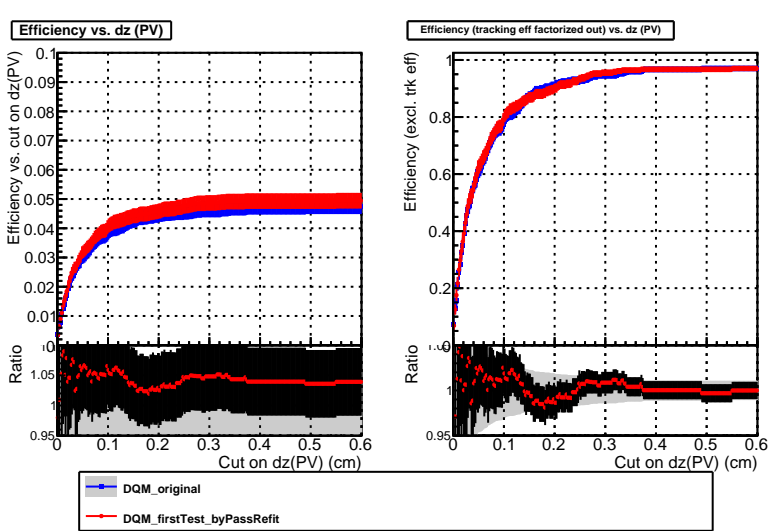 Efficiency vs. dz (PV)
Efficiency vs. cut on dz(PV)
0.1
0.09
0.08
0.07
0.06
0.05
0.04
0.03
0.02
0.01
0
Ratio
1.05
1
0.95
0 0.1 0.2 0.3 0.4 0.5 0.6
Cut on dz(PV) (cm)
Efficiency (tracking eff factorized out) vs. dz (PV)
Efficiency (excl. trk eff)
1
0.8
0.6
0.4
0.2
0
Ratio
1.05
1
0.95
0 0.1 0.2 0.3 0.4 0.5 0.6
Cut on dz(PV) (cm)
DQM_original
DQM_firstTest_byPassRefit